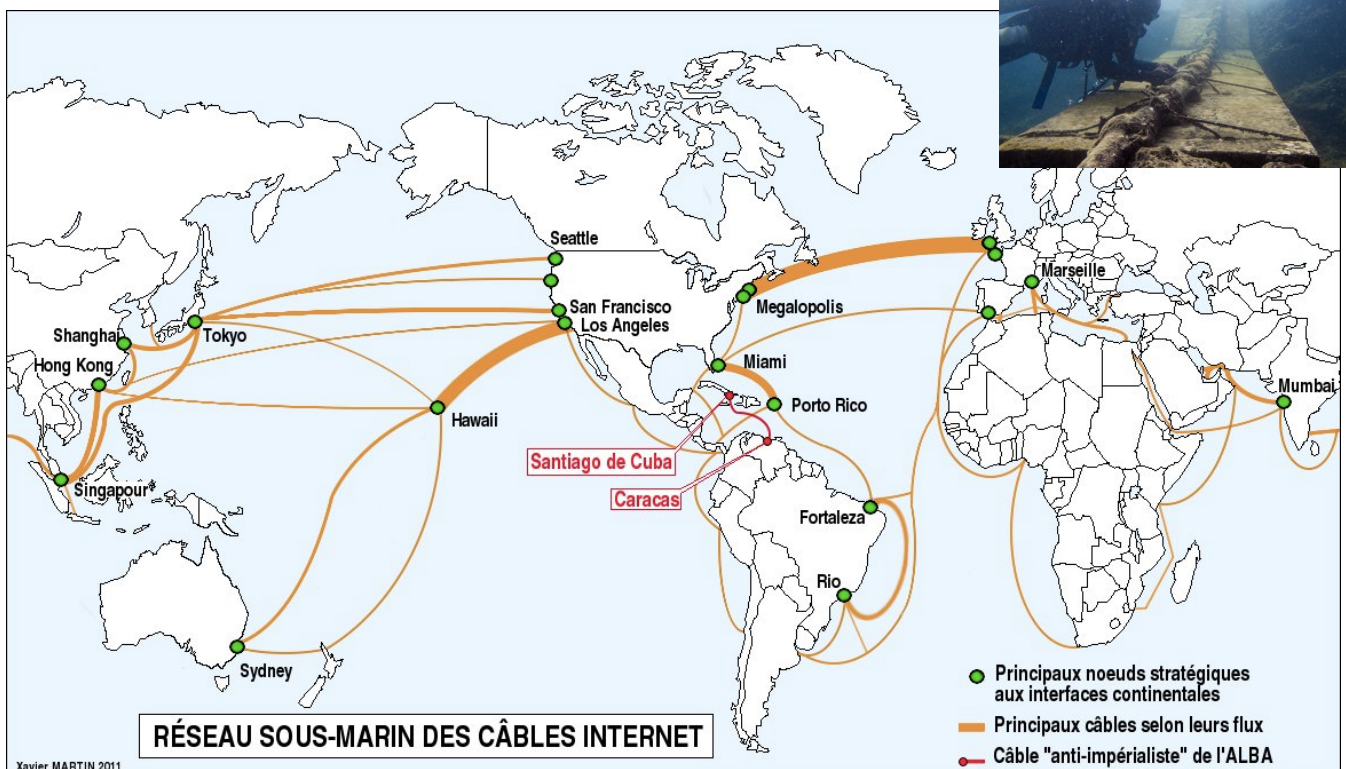 Seattle
San Francisco
Los Angeles
Megalopolis
Marseille
Shanghai
Tokyo
Hong Kong
Miami
Mumbai
Hawaii
Porto Rico
Santiago de Cuba
Caracas
Singapour
Fortaleza
Rio
Sydney
Principaux noeuds stratégiques
aux interfaces continentales
Principaux câbles selon leurs flux
Câble "anti-impérialiste" de l'ALBA
RÉSEAU SOUS-MARIN DES CÂBLES INTERNET
Xavier MARTIN 2011